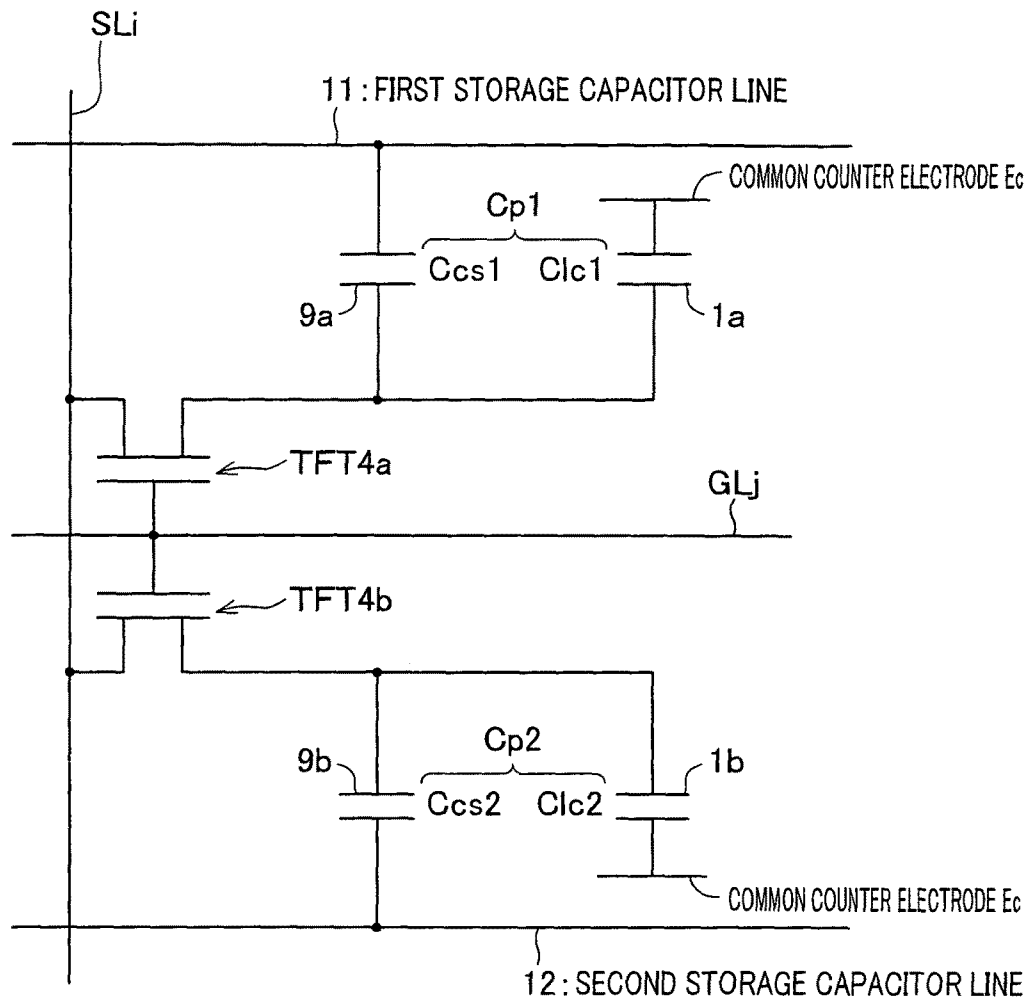 SLi
11 : FIRST STORAGE CAPACITOR LINE
COMMON COUNTER ELECTRODE Ec
Cp1
Ccs1 Clc1
9a 1a
TFT4a
GLj
TFT4b
Cp2
9b 1b
Ccs2 Clc2
COMMON COUNTER ELECTRODE Ec
12 : SECOND STORAGE CAPACITOR LINE